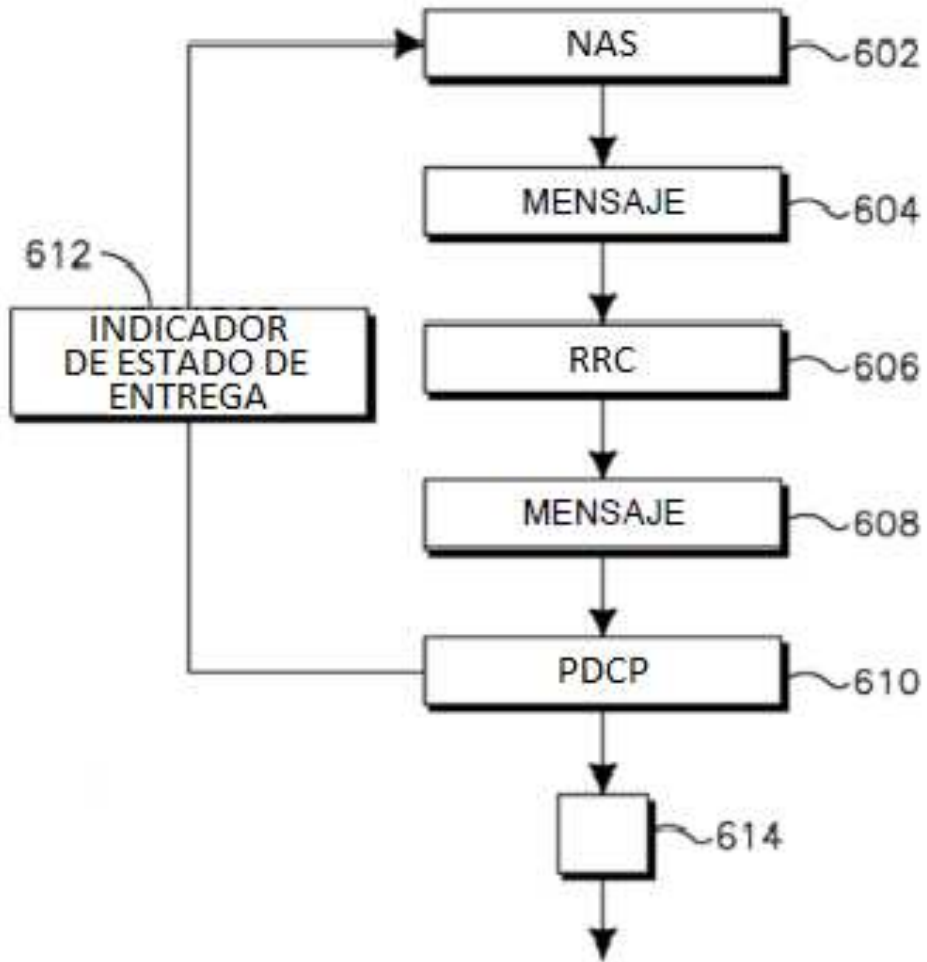 NAS
602
MENSAJE
604
612
INDICADOR
DE ESTADO DE
ENTREGA
RRC
606
MENSAJE
608
PDCP
610
614